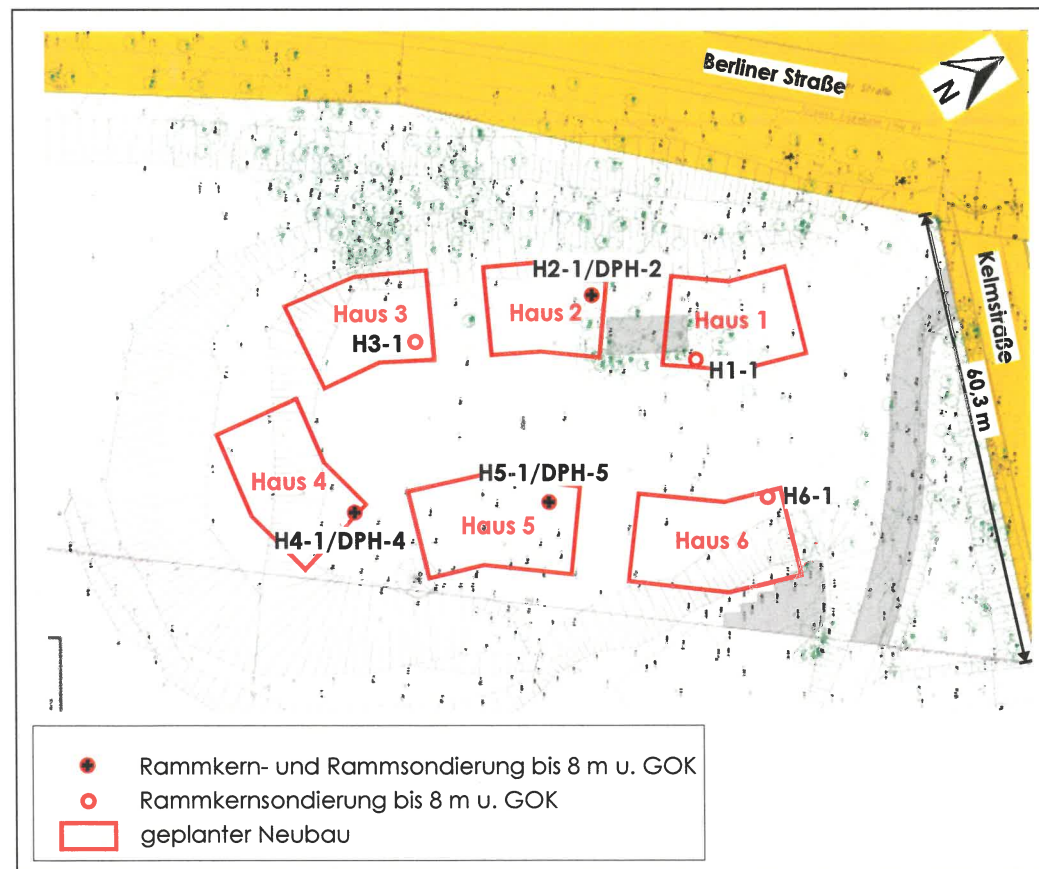 Berliner Straße
N
Kelmstraße
60,3 m
H2-1/DPH-2
Haus 3
Haus 2
Haus 1
H3-1
H1-1
Haus 4
H5-1/DPH-5
H6-1
Haus 5
Haus 6
H4-1/DPH-4
Rammkern- und Rammsondierung bis 8 m u. GOK
Rammkernsondierung bis 8 m u. GOK
geplanter Neubau